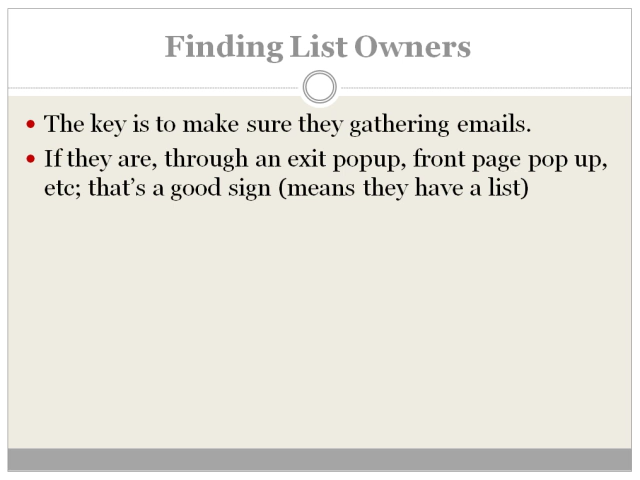 Finding List Owners
The key is to make sure they gathering emails.
If they are, through an exit popup, front page pop up,
etc; that's a good sign (means they have a list)